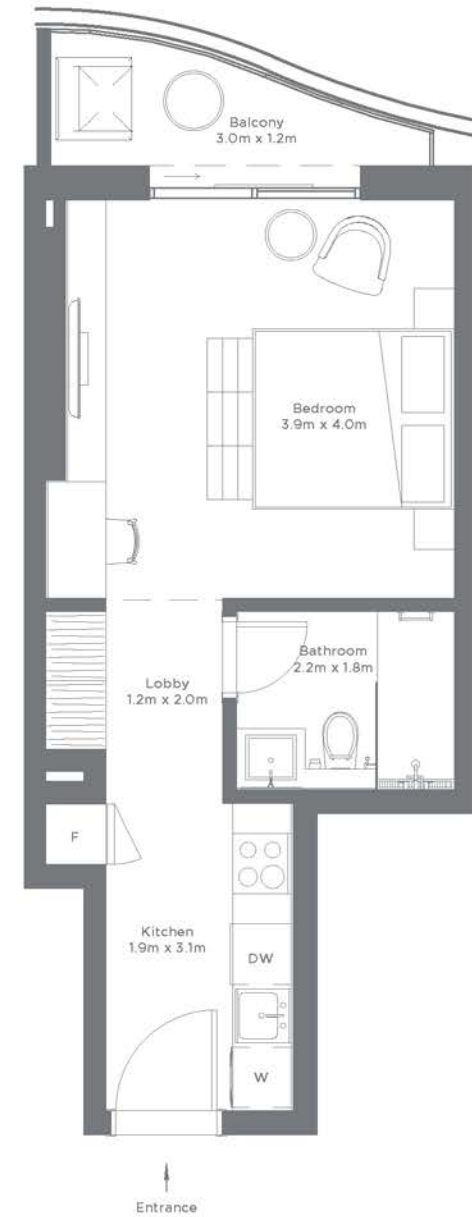 Balcony
3.0m x 1.2m
Bedroom
3.9m x 4.0m
Bathroom
2.2m x 1.8m
Lobby
1.2m x 2.0m
F
Kitchen
1.9m x 3.1m
DW
W
Entrance